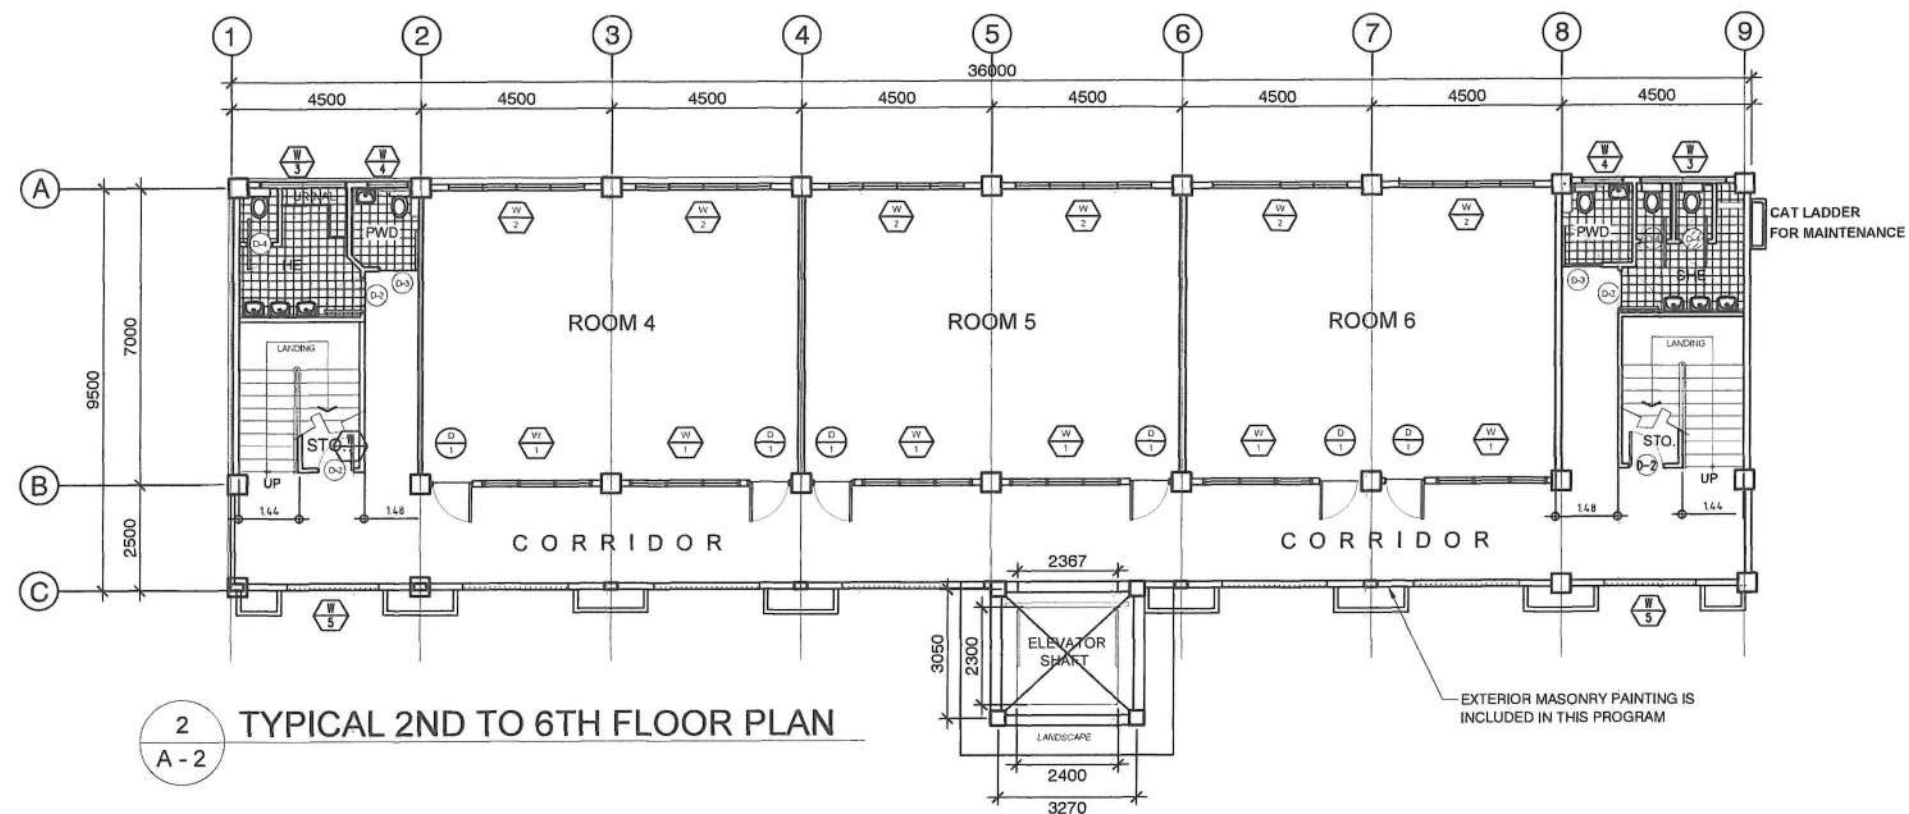 1 2 3 4 5 6 7 8 9
36000
4500 4500 4500 4500 4500 4500 4500 4500
W 3
W 4
W 4
W 3
A
URINAL
PWD
PWD
W 2
W 2
W 2
W 2
W 2
W 2
CAT LADDER
FOR MAINTENANCE
D-4
D-4
HE
SHE
D-2
D-3
D-3
D-2
7000
9500
ROOM 4
ROOM 5
ROOM 6
LANDING
LANDING
STO.
STO.
D-2
D-2
D 1
W 1
W 1
D 1
D 1
W 1
W 1
D 1
W 1
D 1
D 1
W 1
B
UP
UP
1.44
1.48
1.48
1.44
2500
CORRIDOR
CORRIDOR
2367
C
W 5
W 5
3050
2300
ELEVATOR
SHAFT
EXTERIOR MASONRY PAINTING IS
INCLUDED IN THIS PROGRAM
2
A - 2
TYPICAL 2ND TO 6TH FLOOR PLAN
LANDSCAPE
2400
3270